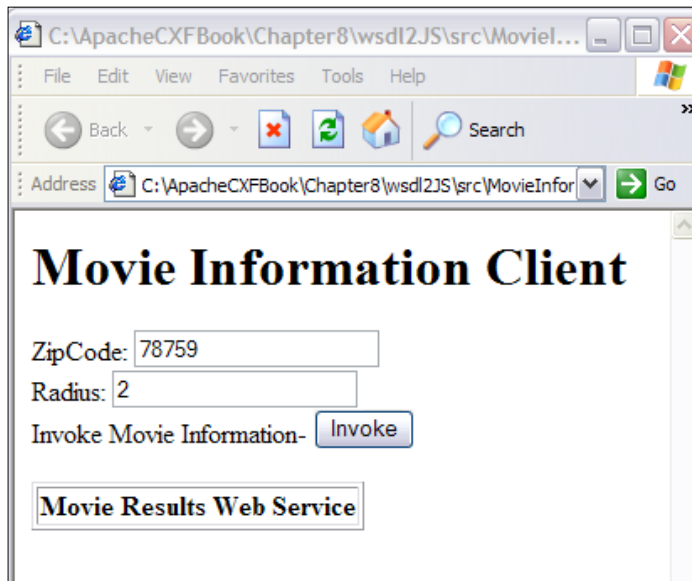 C:\ApacheCXFBook\Chapter8\wsdl2JS\src\MovieI...
File Edit View Favorites Tools Help
Back Search »
Address C:\ApacheCXFBook\Chapter8\wsdl2JS\src\MovieInfor Go
Movie Information Client
ZipCode: 78759
Radius: 2
Invoke Movie Information- Invoke
Movie Results Web Service